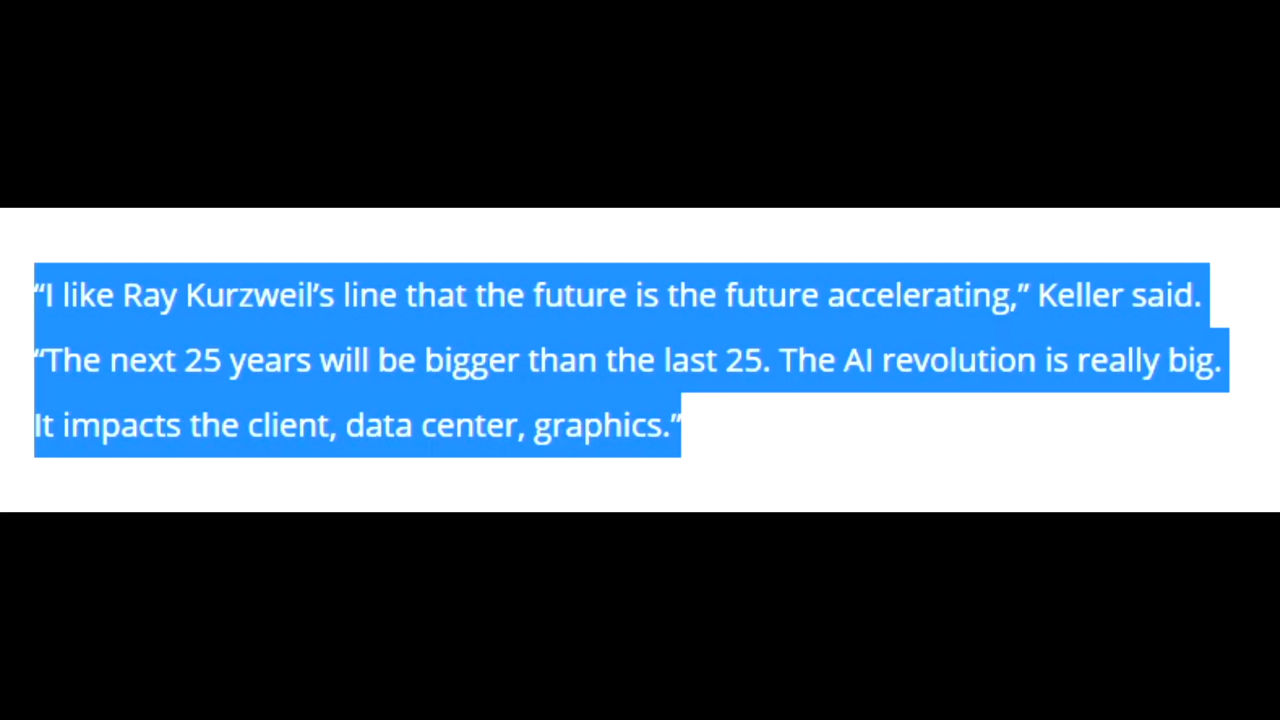 “I like Ray Kurzweil’s line that the future is the future accelerating,” Keller said.
“The next 25 years will be bigger than the last 25. The AI revolution is really big.
It impacts the client, data center, graphics.”